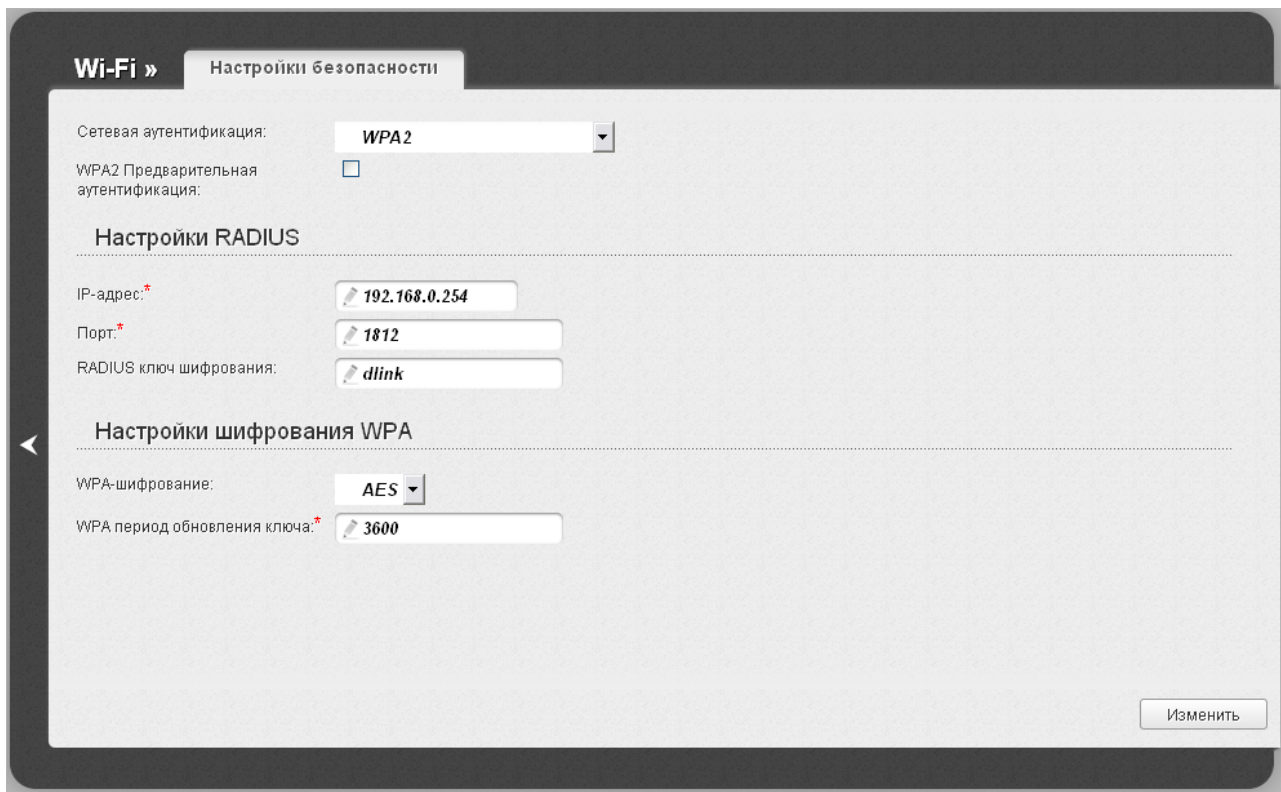 Wi-Fi » Настройки безопасности
Сетевая аутентификация: WPA2
WPA2 Предварительная
аутентификация:
Настройки RADIUS
IP-адрес:* 192.168.0.254
Порт:* 1812
RADIUS ключ шифрования: dlink
Настройки шифрования WPA
WPA-шифрование: AES
WPA период обновления ключа:* 3600
Изменить